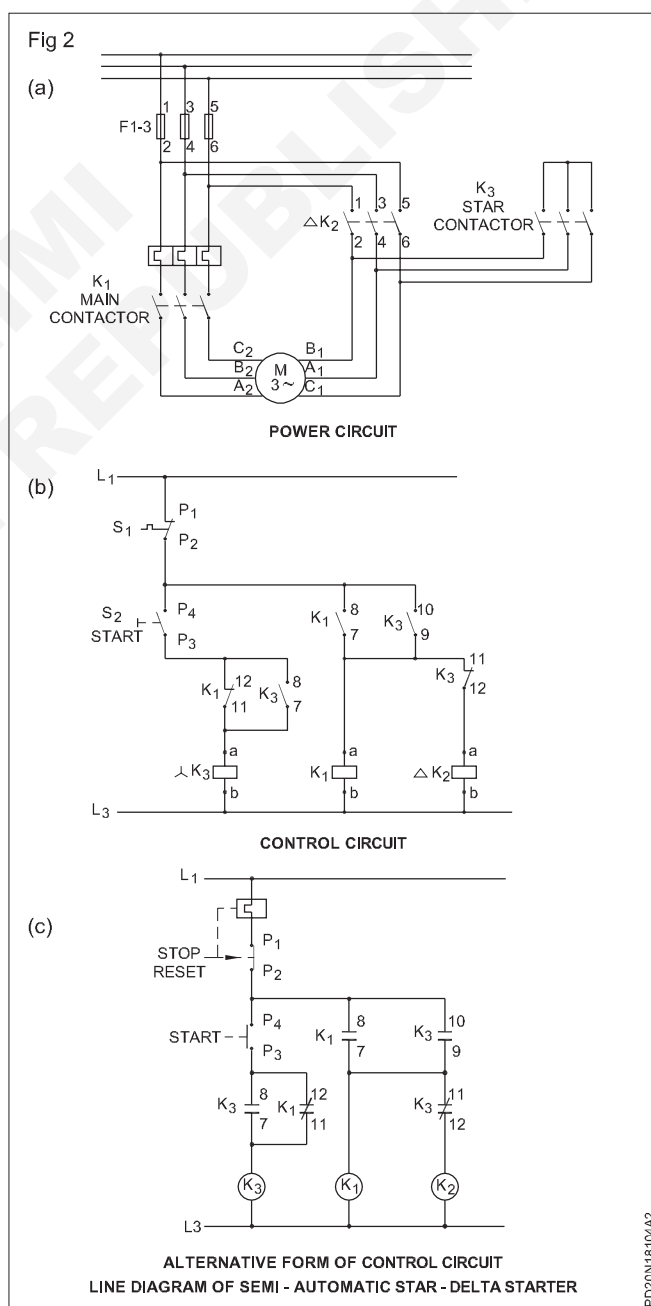 Fig 2
(a)
1 3 5
F1-3
2 4 6
1 3 5
△K2
2 4 6
K3
STAR
CONTACTOR
K1
MAIN
CONTACTOR
C2 B1
B2 M A1
A2 3~ C1
POWER CIRCUIT
(b)
L1
P1
S1
P2
S2
START
P4
P3
K1 8
7
K3 10
9
K1 12
11
K3 8
7
K3 11
12
a a a
⅄ K3 K1 △ K2
b b b
L3
CONTROL CIRCUIT
L1
(c)
STOP
RESET
P1
P2
START
P4
P3
K1 8
7
K3 10
9
K3 8
7
K1 12
11
K3 11
12
K3 K1 K2
L3
ALTERNATIVE FORM OF CONTROL CIRCUIT
LINE DIAGRAM OF SEMI - AUTOMATIC STAR - DELTA STARTER
PD20N18104A2
REPUBLISH